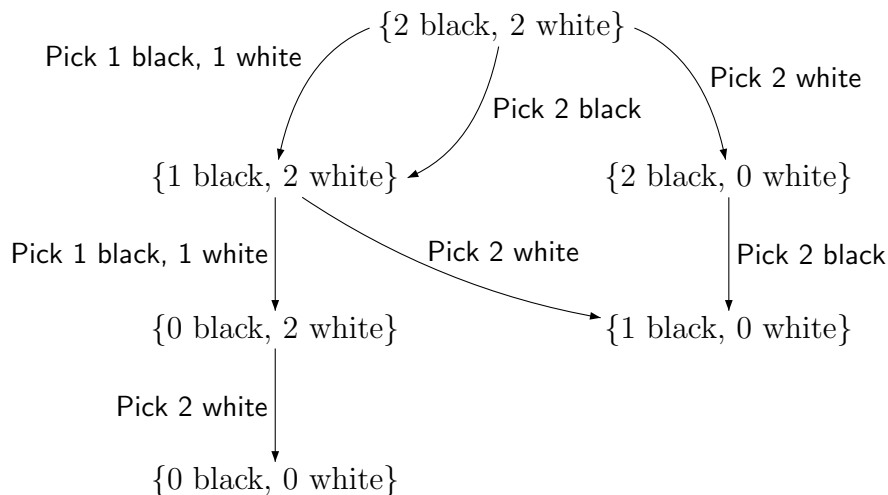 {2 black, 2 white}
Pick 1 black, 1 white
Pick 2 white
Pick 2 black
{1 black, 2 white}
{2 black, 0 white}
Pick 1 black, 1 white
Pick 2 white
Pick 2 black
{0 black, 2 white}
{1 black, 0 white}
Pick 2 white
{0 black, 0 white}